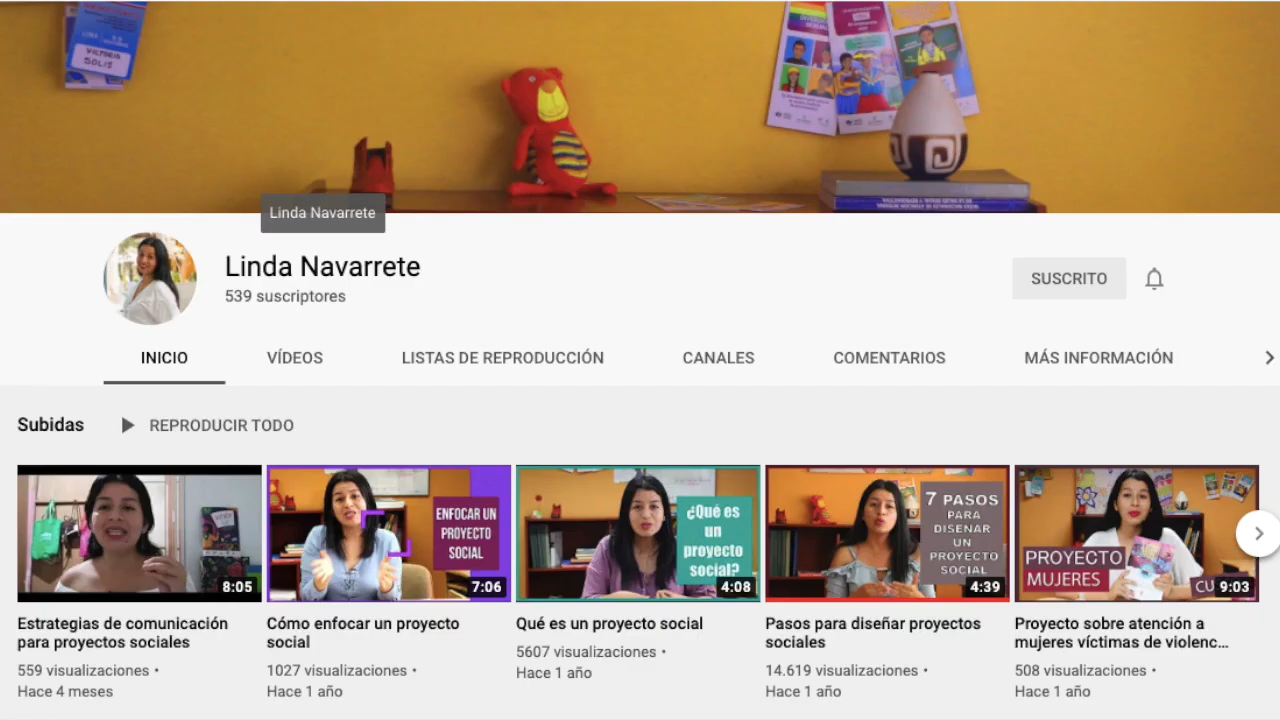 VICTORIA
SOLIS
Linda Navarrete
Linda Navarrete
539 suscriptores
SUSCRITO
INICIO
VÍDEOS
LISTAS DE REPRODUCCIÓN
CANALES
COMENTARIOS
MÁS INFORMACIÓN
Subidas
REPRODUCIR TODO
8:05
ENFOCAR UN
PROYECTO
SOCIAL
7:06
¿Qué es
un
proyecto
social?
4:08
7 PASOS
PARA
DISEÑAR
UN
PROYECTO
SOCIAL
4:39
PROYECTO
MUJERES
CU
9:03
Estrategias de comunicación
para proyectos sociales
559 visualizaciones •
Hace 4 meses
Cómo enfocar un proyecto
social
1027 visualizaciones •
Hace 1 año
Qué es un proyecto social
5607 visualizaciones •
Hace 1 año
Pasos para diseñar proyectos
sociales
14.619 visualizaciones •
Hace 1 año
Proyecto sobre atención a
mujeres víctimas de violenc...
508 visualizaciones •
Hace 1 año